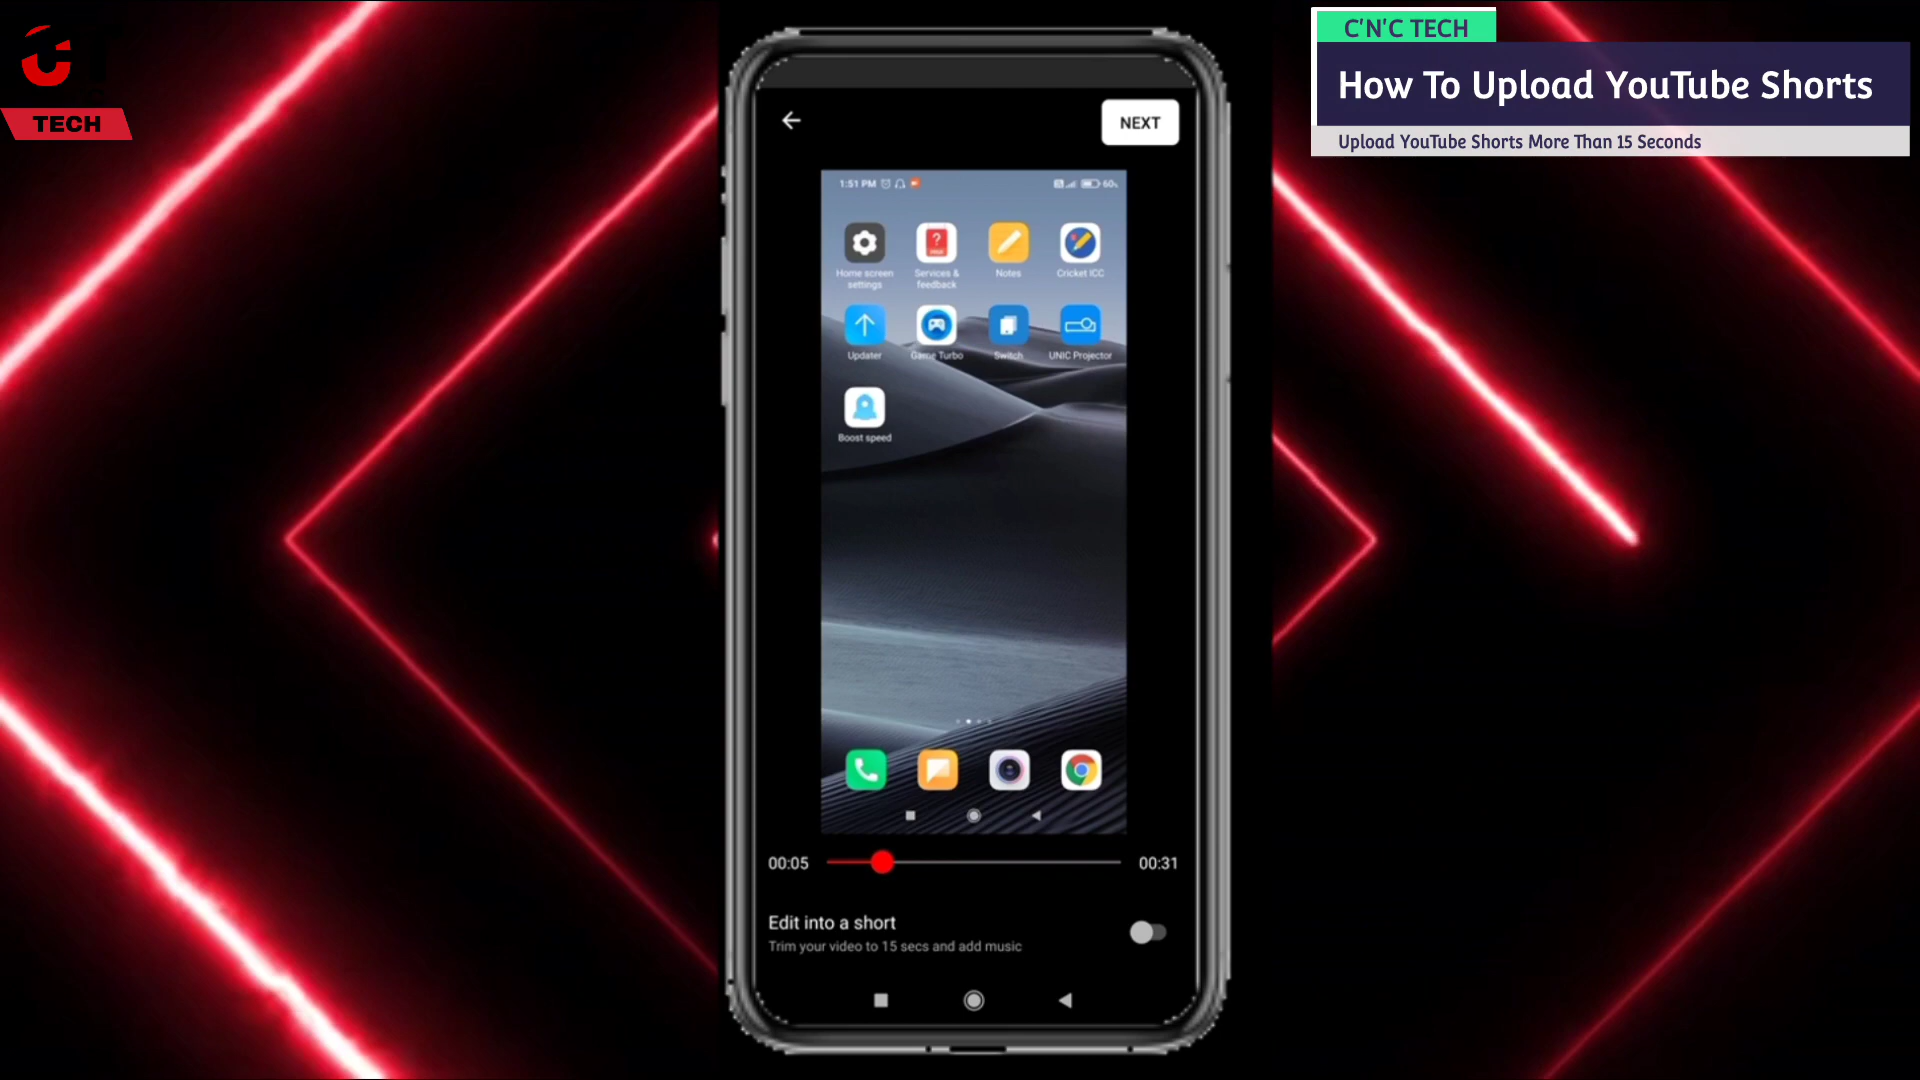 TECH
C'N'C TECH
How To Upload YouTube Shorts
Upload YouTube Shorts More Than 15 Seconds
NEXT
1:51 PM
60%
Home screen settings
Services & feedback
Notes
Cricket ICC
Updater
Game Turbo
Switch
UNIC Projector
Boost speed
00:05
00:31
Edit into a short
Trim your video to 15 secs and add music